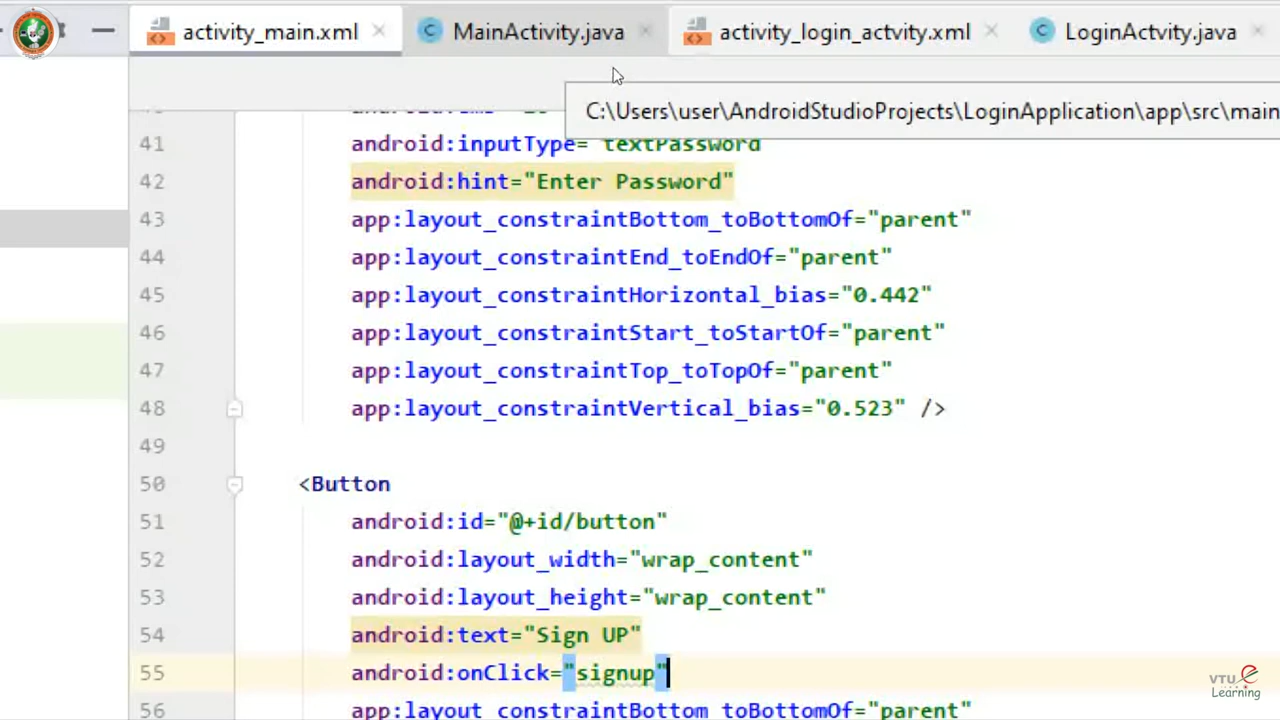 activity_main.xml
MainActivity.java
activity_login_actvity.xml
LoginActvity.java
C:\Users\user\AndroidStudioProjects\LoginApplication\app\src\main
41 android:inputType="textPassword
42 android:hint="Enter Password"
43 app:layout_constraintBottom_toBottomOf="parent"
44 app:layout_constraintEnd_toEndOf="parent"
45 app:layout_constraintHorizontal_bias="0.442"
46 app:layout_constraintStart_toStartOf="parent"
47 app:layout_constraintTop_toTopOf="parent"
48 app:layout_constraintVertical_bias="0.523" />
49
50 <Button
51 android:id="@+id/button"
52 android:layout_width="wrap_content"
53 android:layout_height="wrap_content"
54 android:text="Sign UP"
55 android:onClick="signup"
56 app:layout_constraintBottom_toBottomOf="parent"
VTU e
Learning